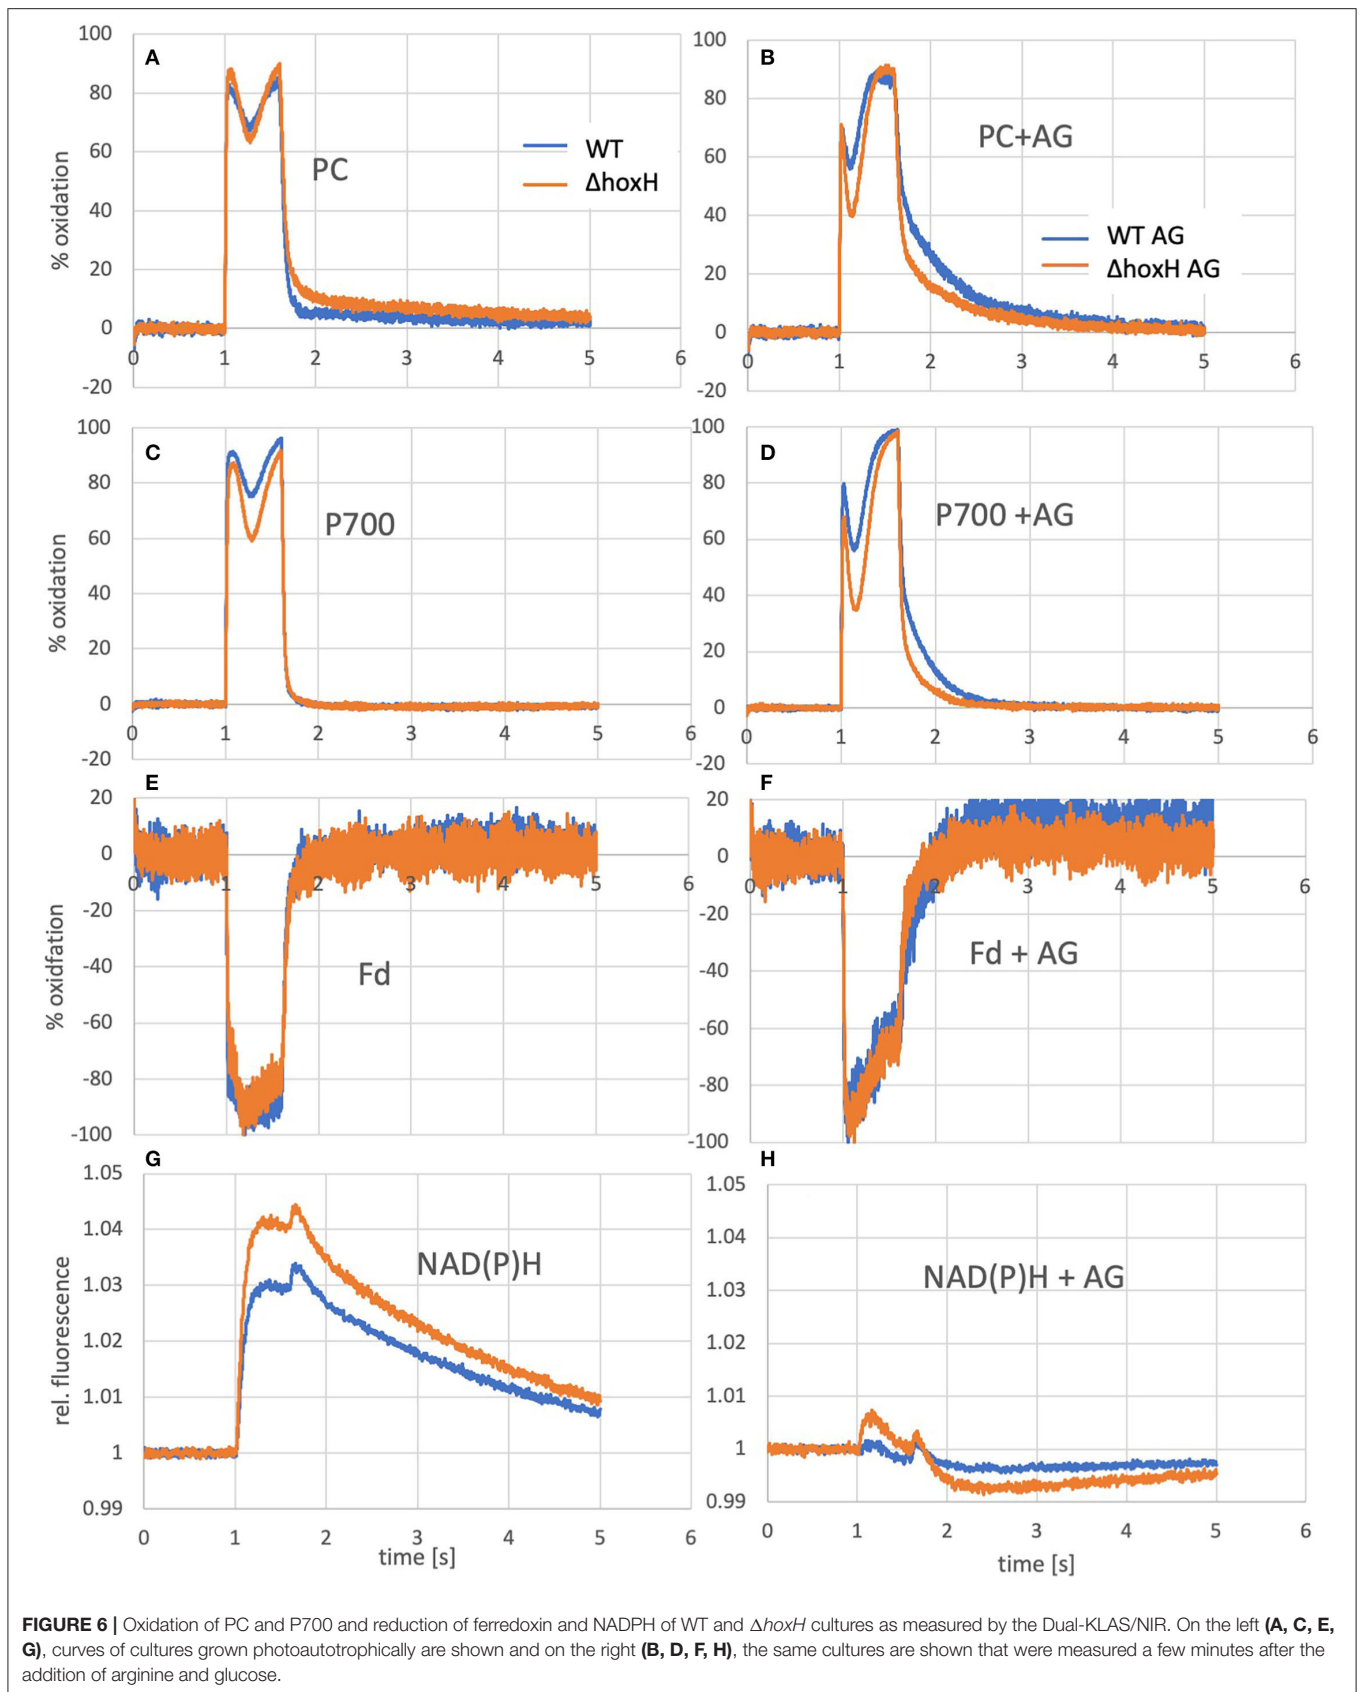 A
100
80
60
40
20
0
-20
% oxidation
0 1 2 3 4 5 6
PC
WT
ΔhoxH
B
100
80
60
40
20
0
-20
0 1 2 3 4 5 6
PC+AG
WT AG
ΔhoxH AG
C
100
80
60
40
20
0
-20
% oxidation
0 1 2 3 4 5 6
P700
D
100
80
60
40
20
0
-20
0 1 2 3 4 5 6
P700 +AG
E
20
0
-20
-40
-60
-80
-100
% oxidfation
0 1 2 3 4 5 6
Fd
F
20
0
-20
-40
-60
-80
-100
0 1 2 3 4 5 6
Fd + AG
G
1.05
1.04
1.03
1.02
1.01
1
0.99
rel. fluorescence
0 1 2 3 4 5 6
time [s]
NAD(P)H
H
1.05
1.04
1.03
1.02
1.01
1
0.99
0 1 2 3 4 5 6
time [s]
NAD(P)H + AG
FIGURE 6 | Oxidation of PC and P700 and reduction of ferredoxin and NADPH of WT and ΔhoxH cultures as measured by the Dual-KLAS/NIR. On the left (A, C, E,
G), curves of cultures grown photoautotrophically are shown and on the right (B, D, F, H), the same cultures are shown that were measured a few minutes after the
addition of arginine and glucose.